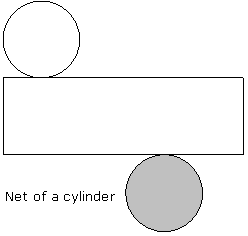 Net of a cylinder